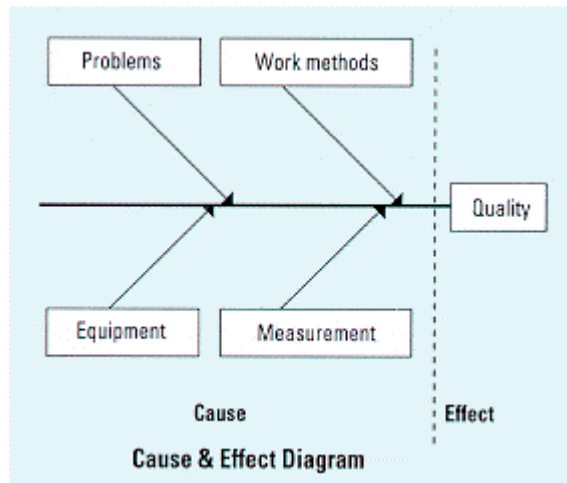 Problems
Work methods
Quality
Equipment
Measurement
Cause
Effect
Cause & Effect Diagram